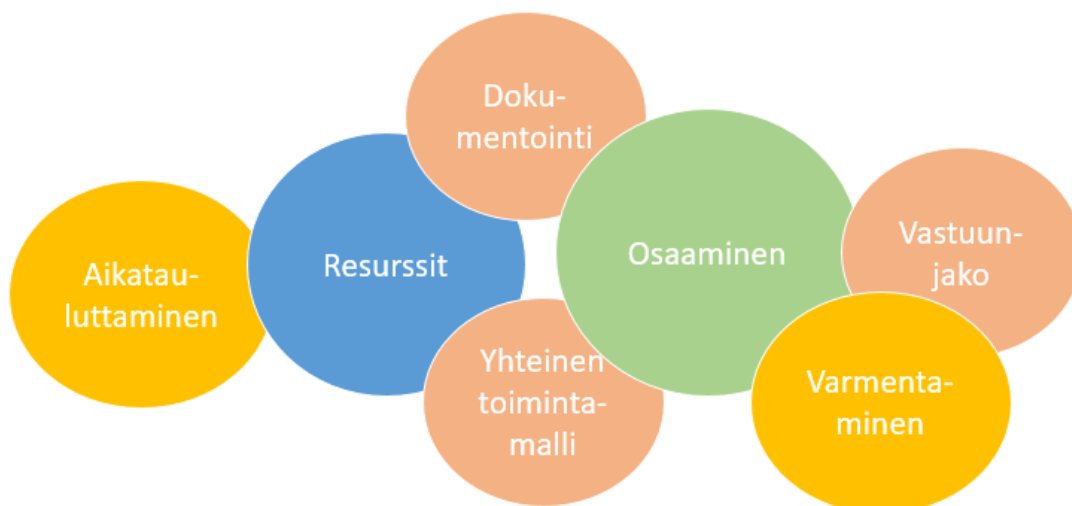 Aikatau-
luttaminen
Resurssit
Doku-
mentointi
Yhteinen
toiminta-
malli
Osaaminen
Vastuun-
jako
Varmenta-
minen